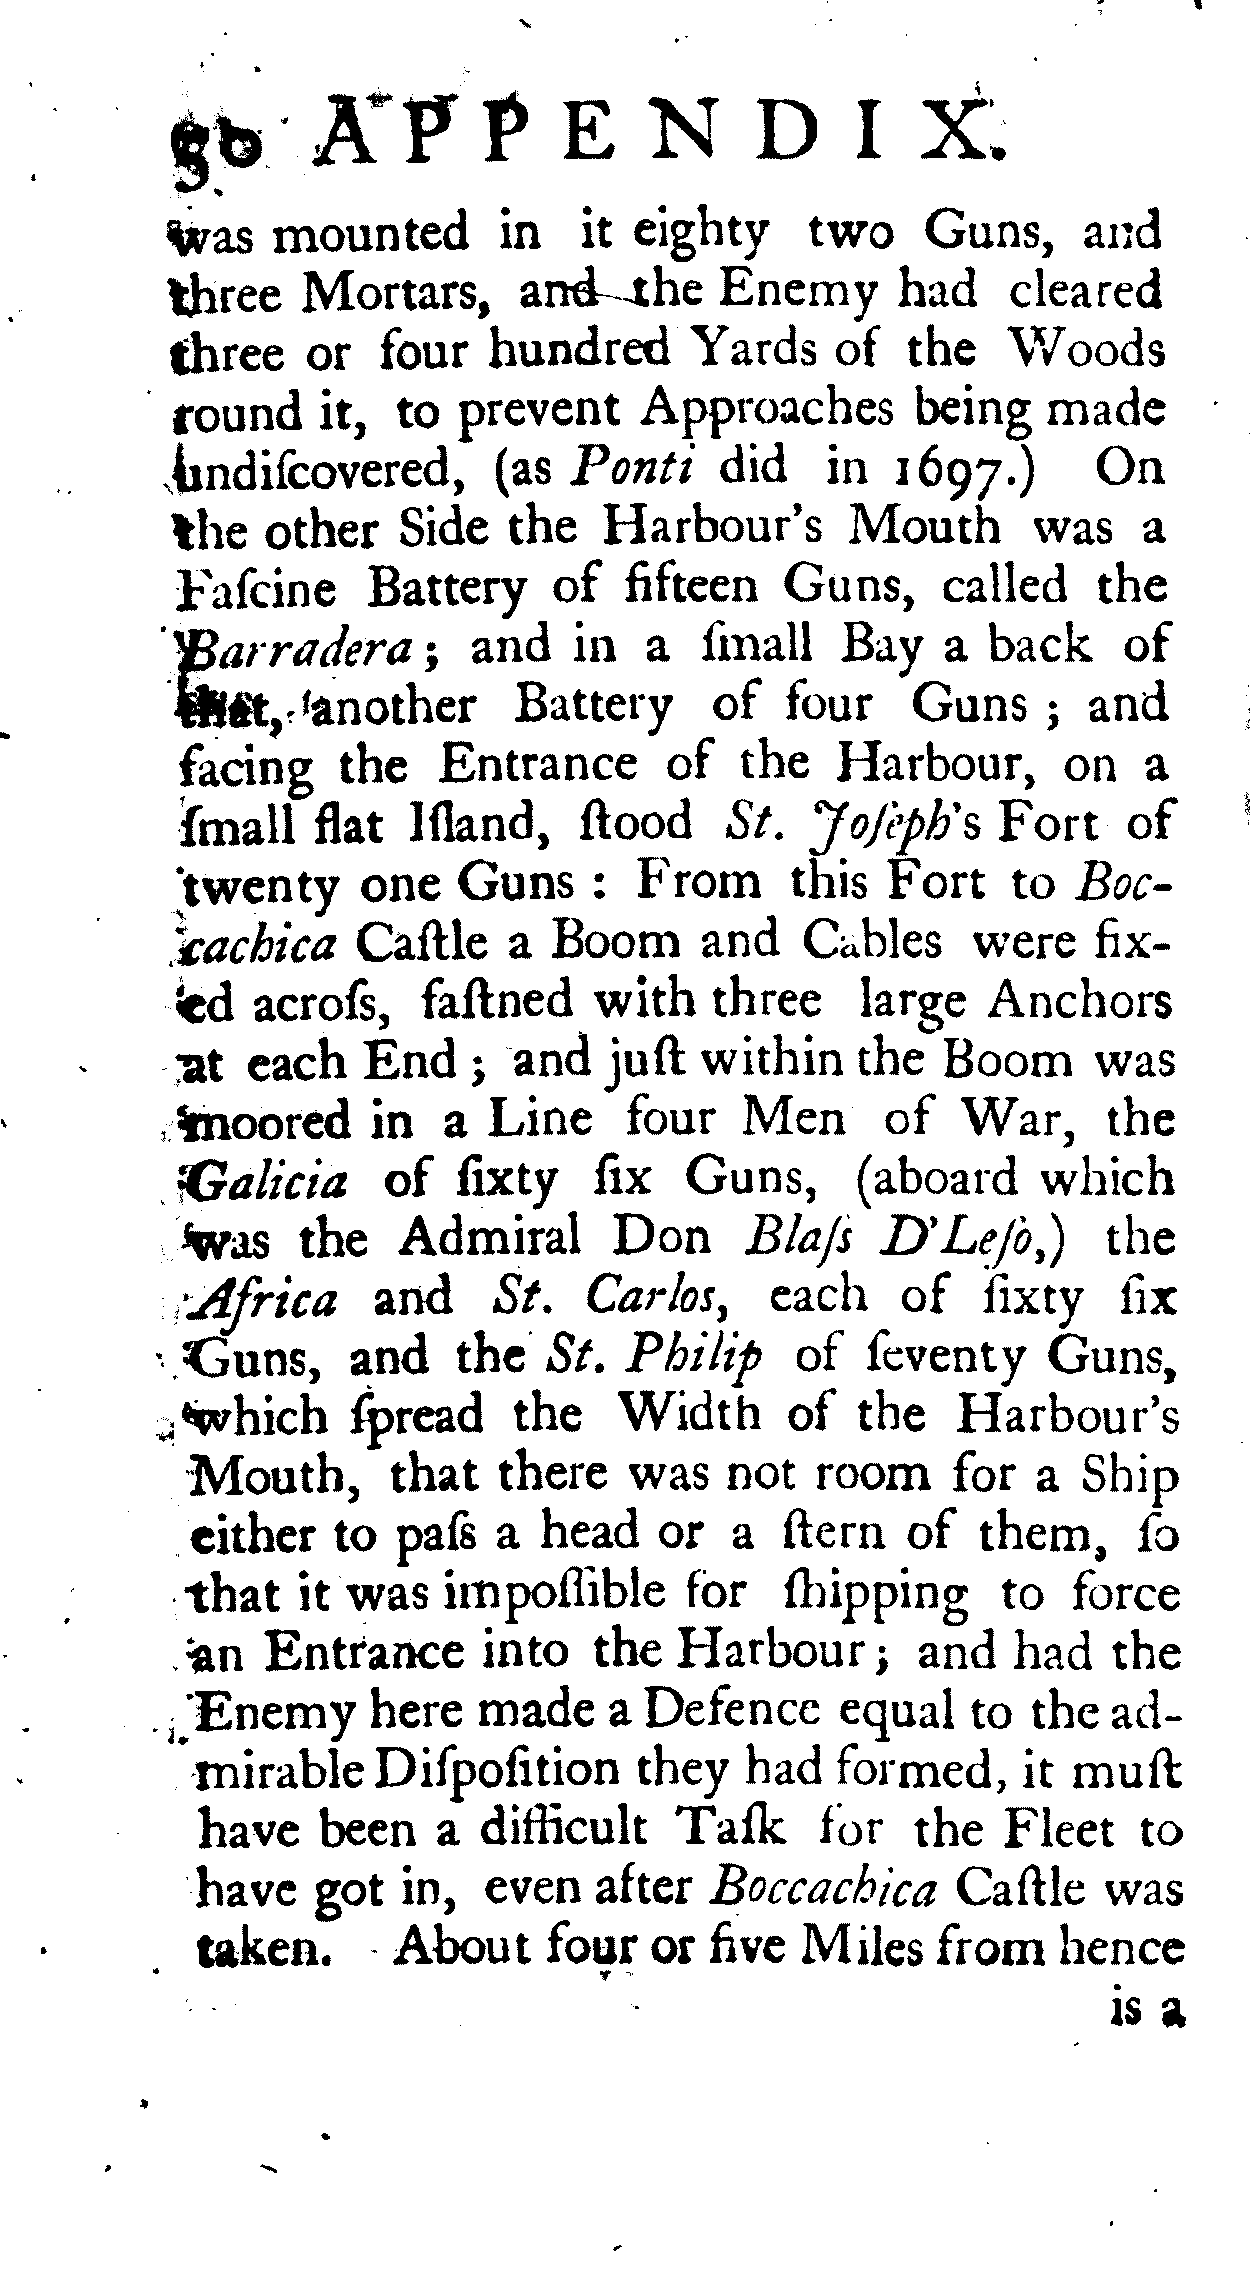 APPENDIX.
was mounted in it eighty two Guns, and
three Mortars, and the Enemy had cleared
three or four hundred Yards of the Woods
round it, to prevent Approaches being made
undiſcovered, (as Ponti did in 1697.) On
the other Side the Harbour's Mouth was a
Faſcine Battery of fifteen Guns, called the
Barradera; and in a ſmall Bay a back of
that, another Battery of four Guns; and
facing the Entrance of the Harbour, on a
ſmall flat Iſland, ſtood St. Joſeph's Fort of
twenty one Guns: From this Fort to Boc-
cachica Caſtle a Boom and Cables were fix-
ed acroſs, faſtned with three large Anchors
at each End; and juſt within the Boom was
moored in a Line four Men of War, the
Galicia of ſixty ſix Guns, (aboard which
was the Admiral Don Blaſs D'Leſo,) the
Africa and St. Carlos, each of ſixty ſix
Guns, and the St. Philip of ſeventy Guns,
which ſpread the Width of the Harbour's
Mouth, that there was not room for a Ship
either to paſs a head or a ſtern of them, ſo
that it was impoſſible for ſhipping to force
an Entrance into the Harbour; and had the
Enemy here made a Defence equal to the ad-
mirable Diſpoſition they had formed, it muſt
have been a difficult Taſk for the Fleet to
have got in, even after Boccachica Caſtle was
taken. About four or five Miles from hence
is a